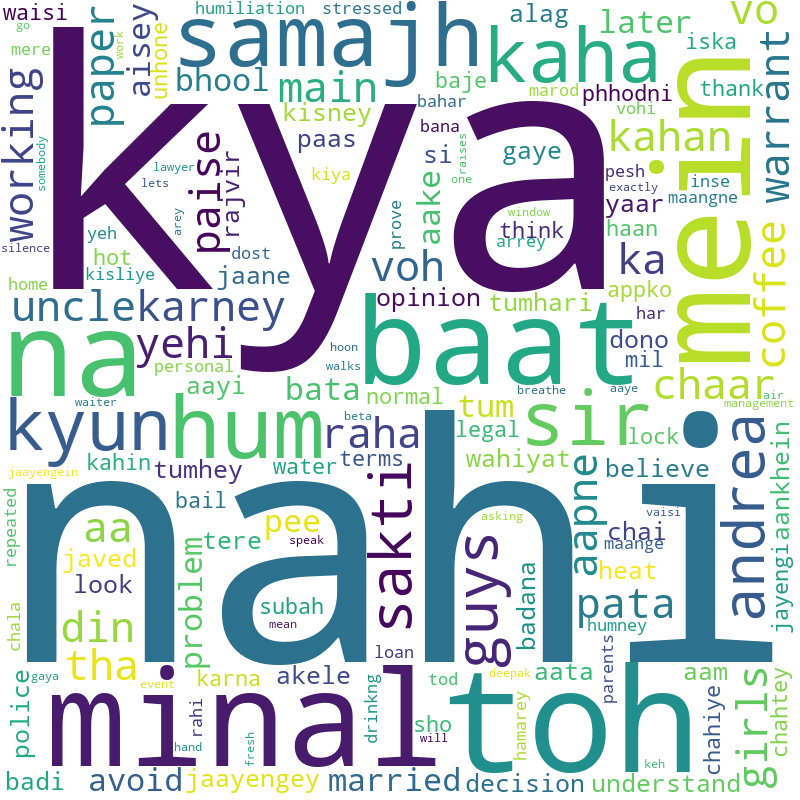 waisi
humiliation
stressed
alag
vo
go
samajh
kaha
later
mere
paper
aisey
unhone
bhool
main
baje
iska
kya
mein
thank
warrant
working
somebody
paise
rajvir
kisney
paas
bahar
bana
marod
phhodni
vohi
kahan
lawyer
kiya
si
gaye
one
raises
pesh
inse
lets
aake
exactly
maangne
yeh
arey
window
yaar
silence
dost
prove
think
arrey
haan
hot
kisliye
jaane
voh
ka
home
appko
coffee
uncle
karney
opinion
tumhari
har
na
yehi
baat
hoon
dono
personal
walks
mil
aayi
bata
normal
breathe
aaye
chaar
air
waiter
kyun
hum
beta
tum
sir
management
raha
legal
lock
jaayengein
kahin
tumhey
water
terms
wahiyat
believe
andrea
nahi
repeated
aa
bail
sakti
aapne
vaisi
jayengi
aankhein
pee
asking
chai
javed
problem
tere
speak
guys
maange
look
heat
chala
din
subah
mean
badana
pata
humney
tha
loan
parents
gaya
karna
akele
tod
deepak
aata
aam
police
event
minal
toh
girls
rahi
drinkng
sho
hamarey
chahiye
chahtey
hand
fresh
will
keh
badi
avoid
jaayengey
married
decision
understand
work